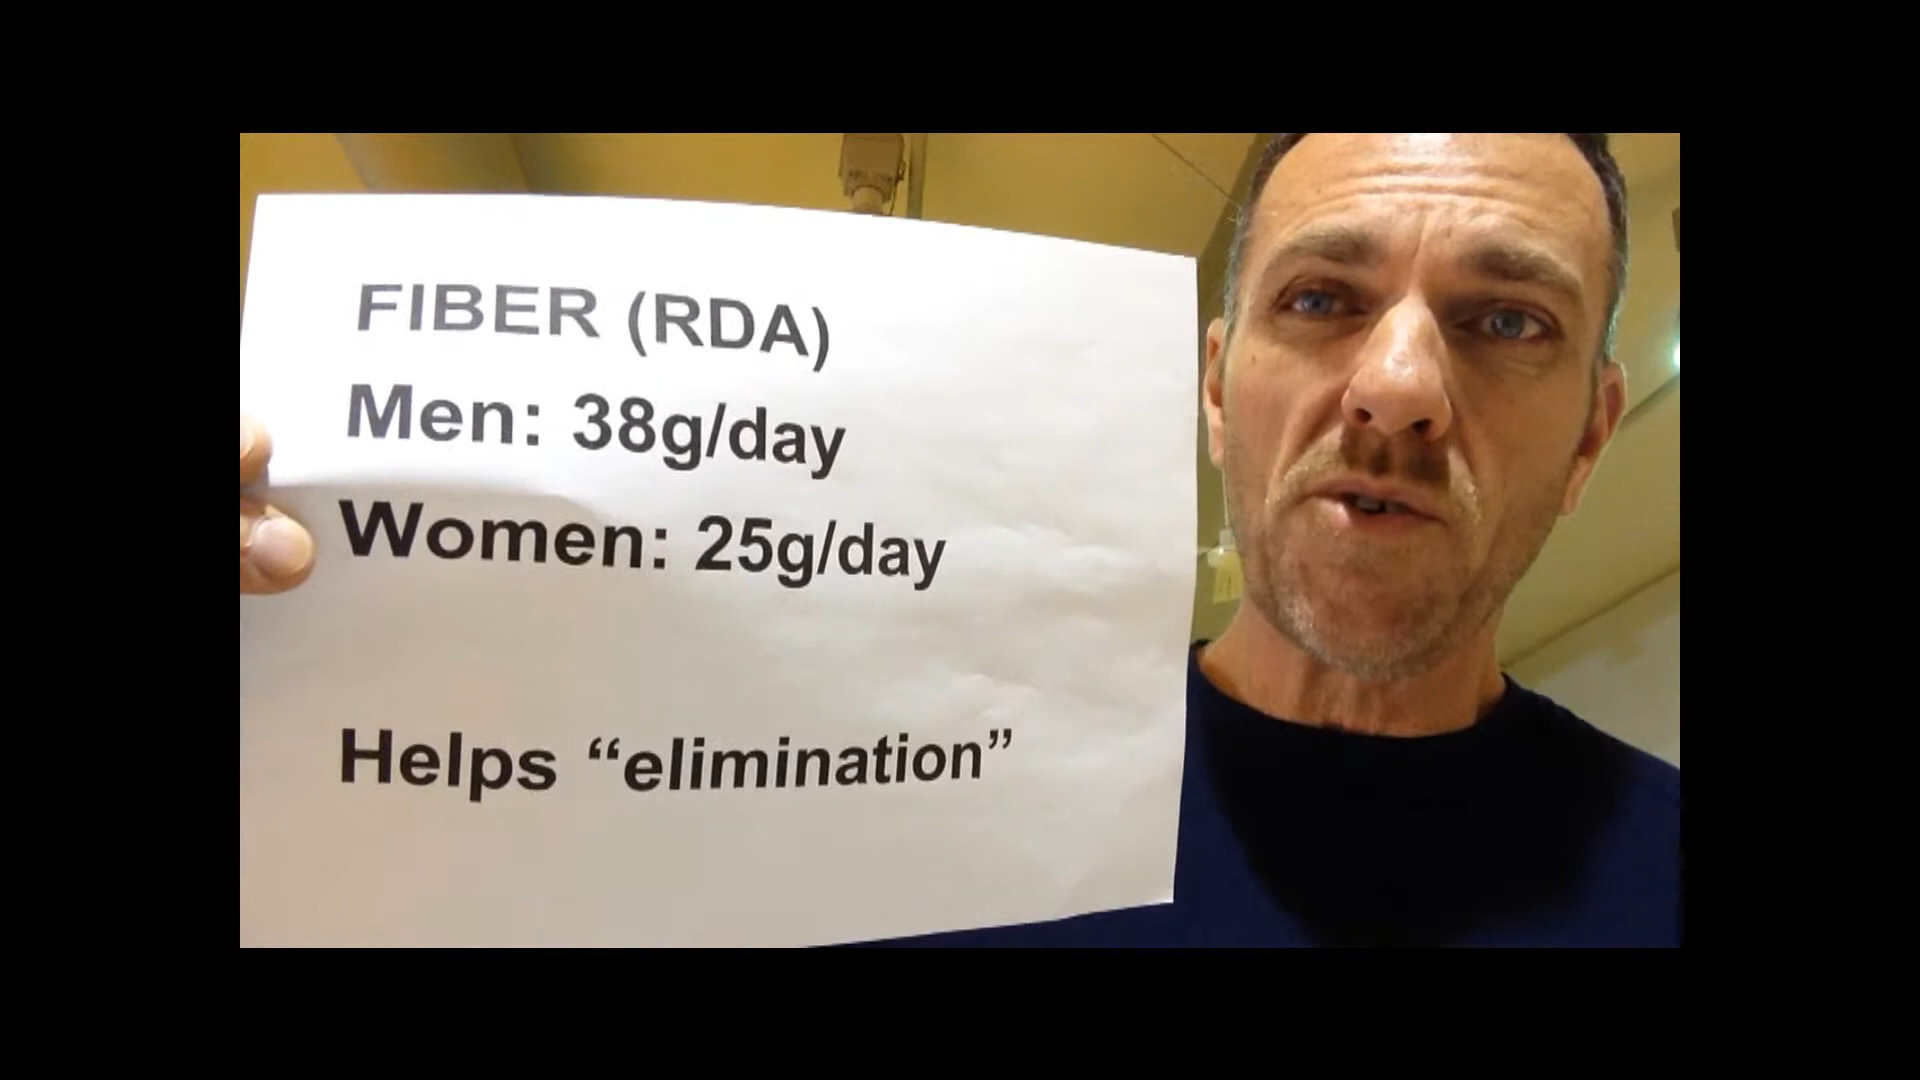 FIBER (RDA)
Men: 38g/day
Women: 25g/day
Helps “elimination”